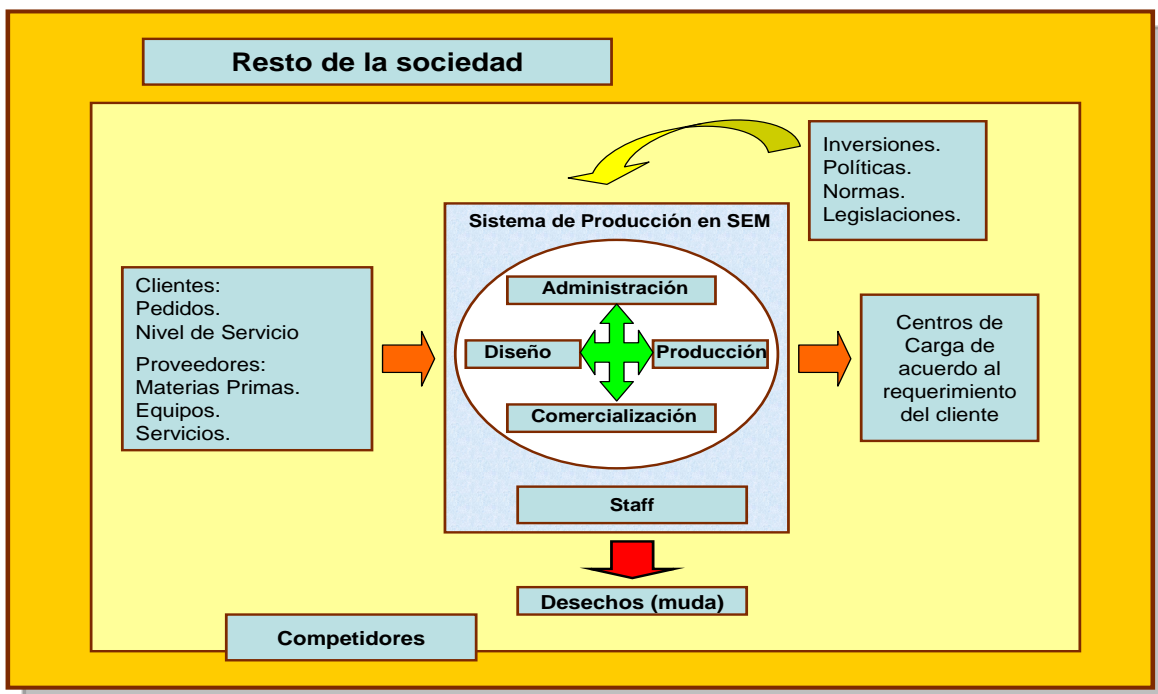 Resto de la sociedad
Inversiones.
Políticas.
Normas.
Legislaciones.
Sistema de Producción en SEM
Administración
Diseño
Producción
Comercialización
Staff
Clientes:
Pedidos.
Nivel de Servicio
Proveedores:
Materias Primas.
Equipos.
Servicios.
Centros de
Carga de
acuerdo al
requerimiento
del cliente
Desechos (muda)
Competidores